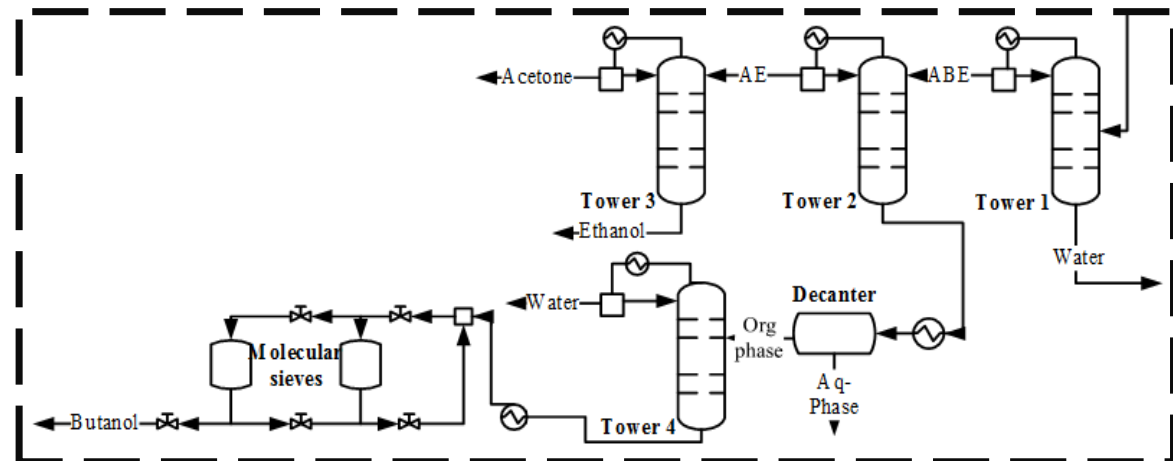 Acetone
AE
ABE
Tower 3
Tower 2
Tower 1
Ethanol
Water
Water
Decanter
Org
phase
Molecular
sieves
Aq-
Phase
Butanol
Tower 4